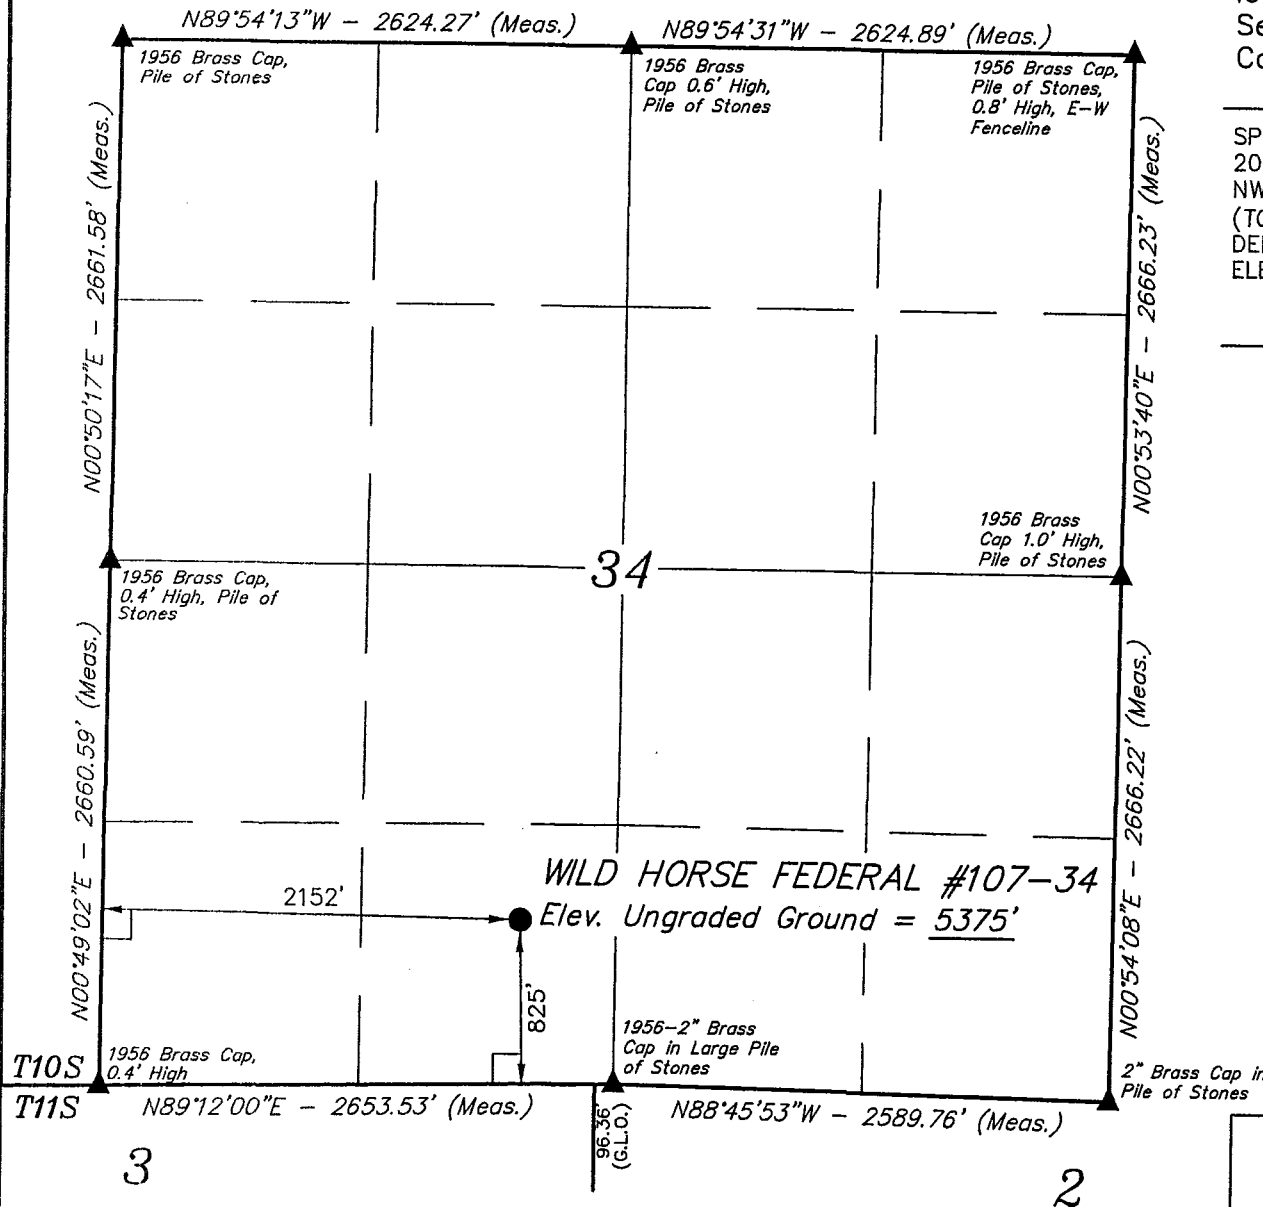 N89°54'13"W - 2624.27' (Meas.)
N89°54'31"W - 2624.89' (Meas.)
1956 Brass Cap,
Pile of Stones
1956 Brass
Cap 0.6' High,
Pile of Stones
1956 Brass Cap,
Pile of Stones,
0.8' High, E-W
Fenceline
N00°50'17"E - 2661.58' (Meas.)
N00°53'40"E - 2666.23' (Meas.)
SP
20
NW
1956 Brass Cap,
0.4' High, Pile of
Stones
34
1956 Brass
Cap 1.0' High,
Pile of Stones
N00°49'02"E - 2660.59' (Meas.)
N00°54'08"E - 2666.22' (Meas.)
WILD HORSE FEDERAL #107-34
Elev. Ungraded Ground = 5375'
2152'
825'
1956-2" Brass
Cap in Large Pile
of Stones
T10S
1956 Brass Cap,
0.4' High
T11S
N89°12'00"E - 2653.53' (Meas.)
96.36'
(G.L.O.)
N88°45'53"W - 2589.76' (Meas.)
2" Brass Cap in
Pile of Stones
3
2